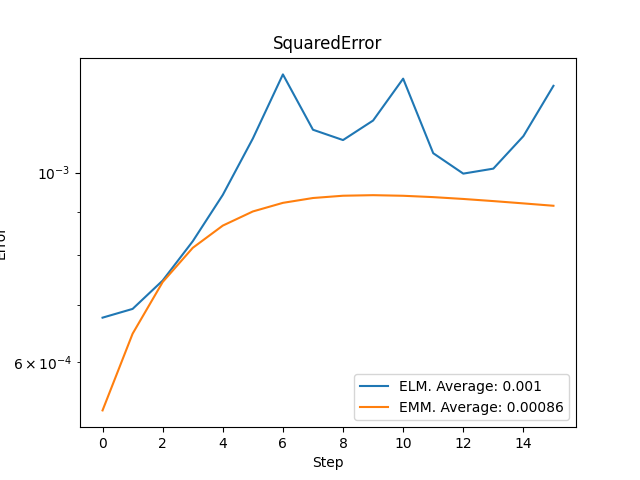 SquaredError
Error
10⁻³
6 × 10⁻⁴
ELM. Average: 0.001
EMM. Average: 0.00086
0 2 4 6 8 10 12 14
Step